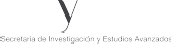 y
Secretaría de Investigación y Estudios Avanzados